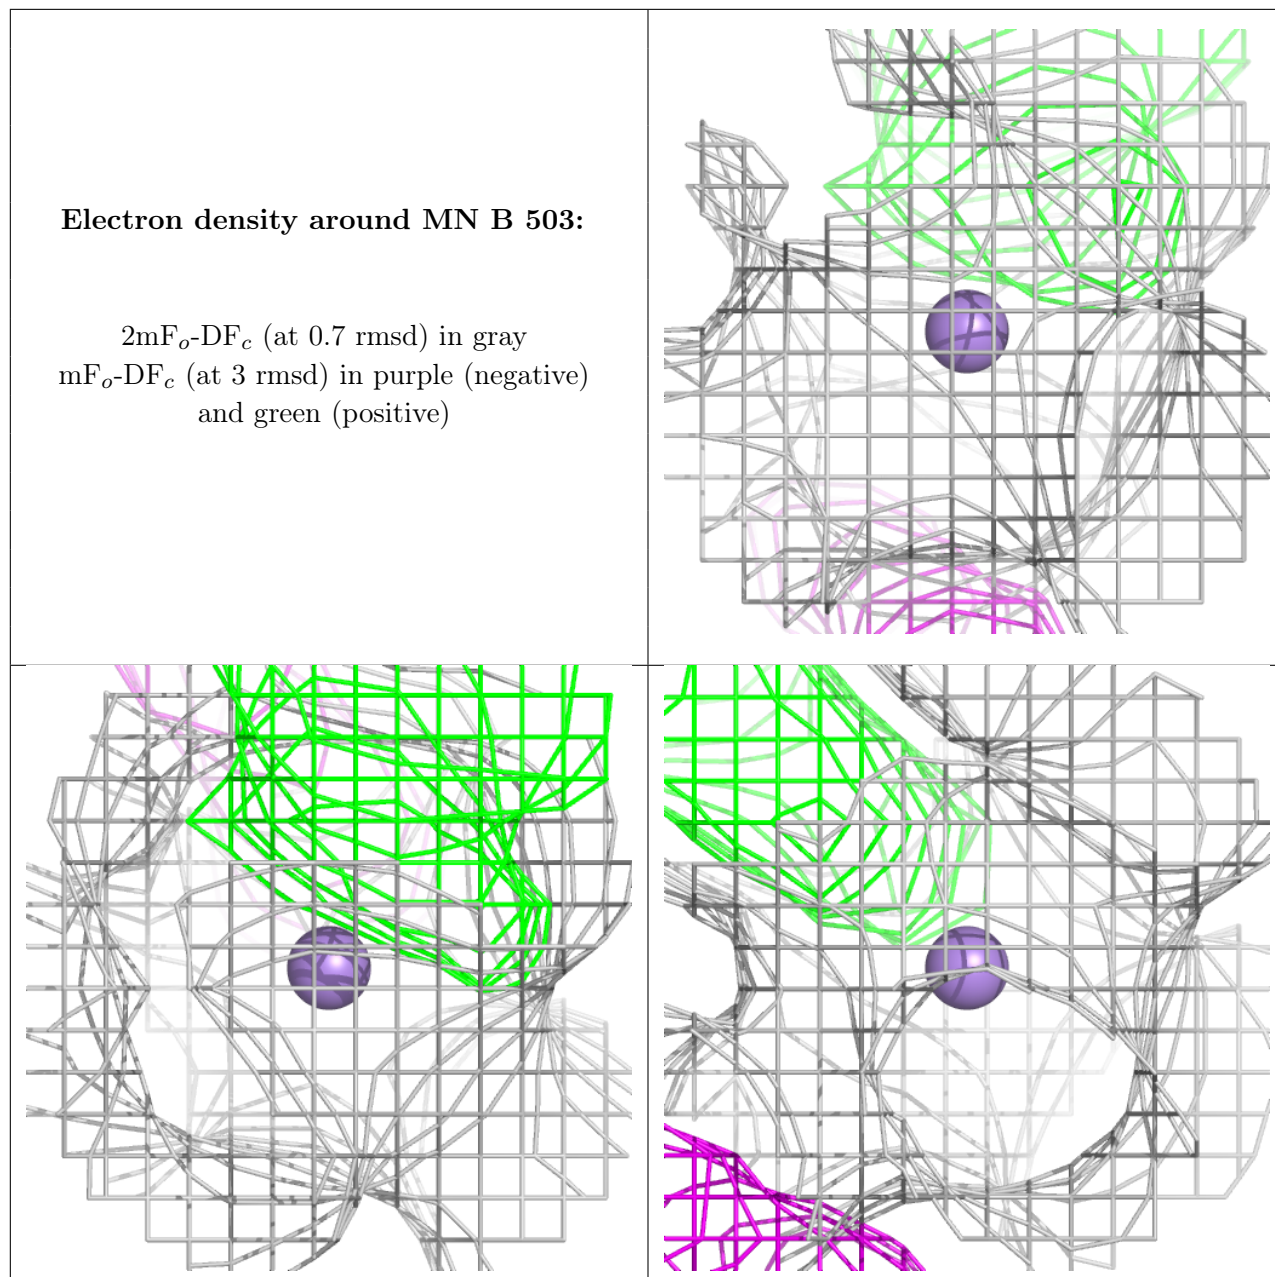 Electron density around MN B 503:
2mFo-DFc (at 0.7 rmsd) in gray
mFo-DFc (at 3 rmsd) in purple (negative)
and green (positive)